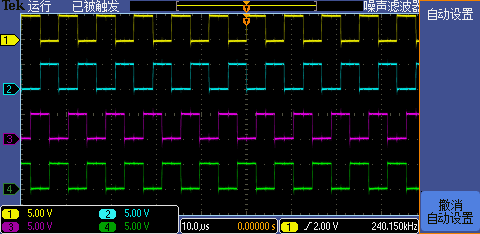 Tek 运行 已被触发 噪声滤波器
自动设置
1
2
3
4
撤消
自动设置
1 5.00 V 2 5.00 V
3 5.00 V 4 5.00 V
10.0µs 0.00000 s 1 2.00 V 240.150kHz